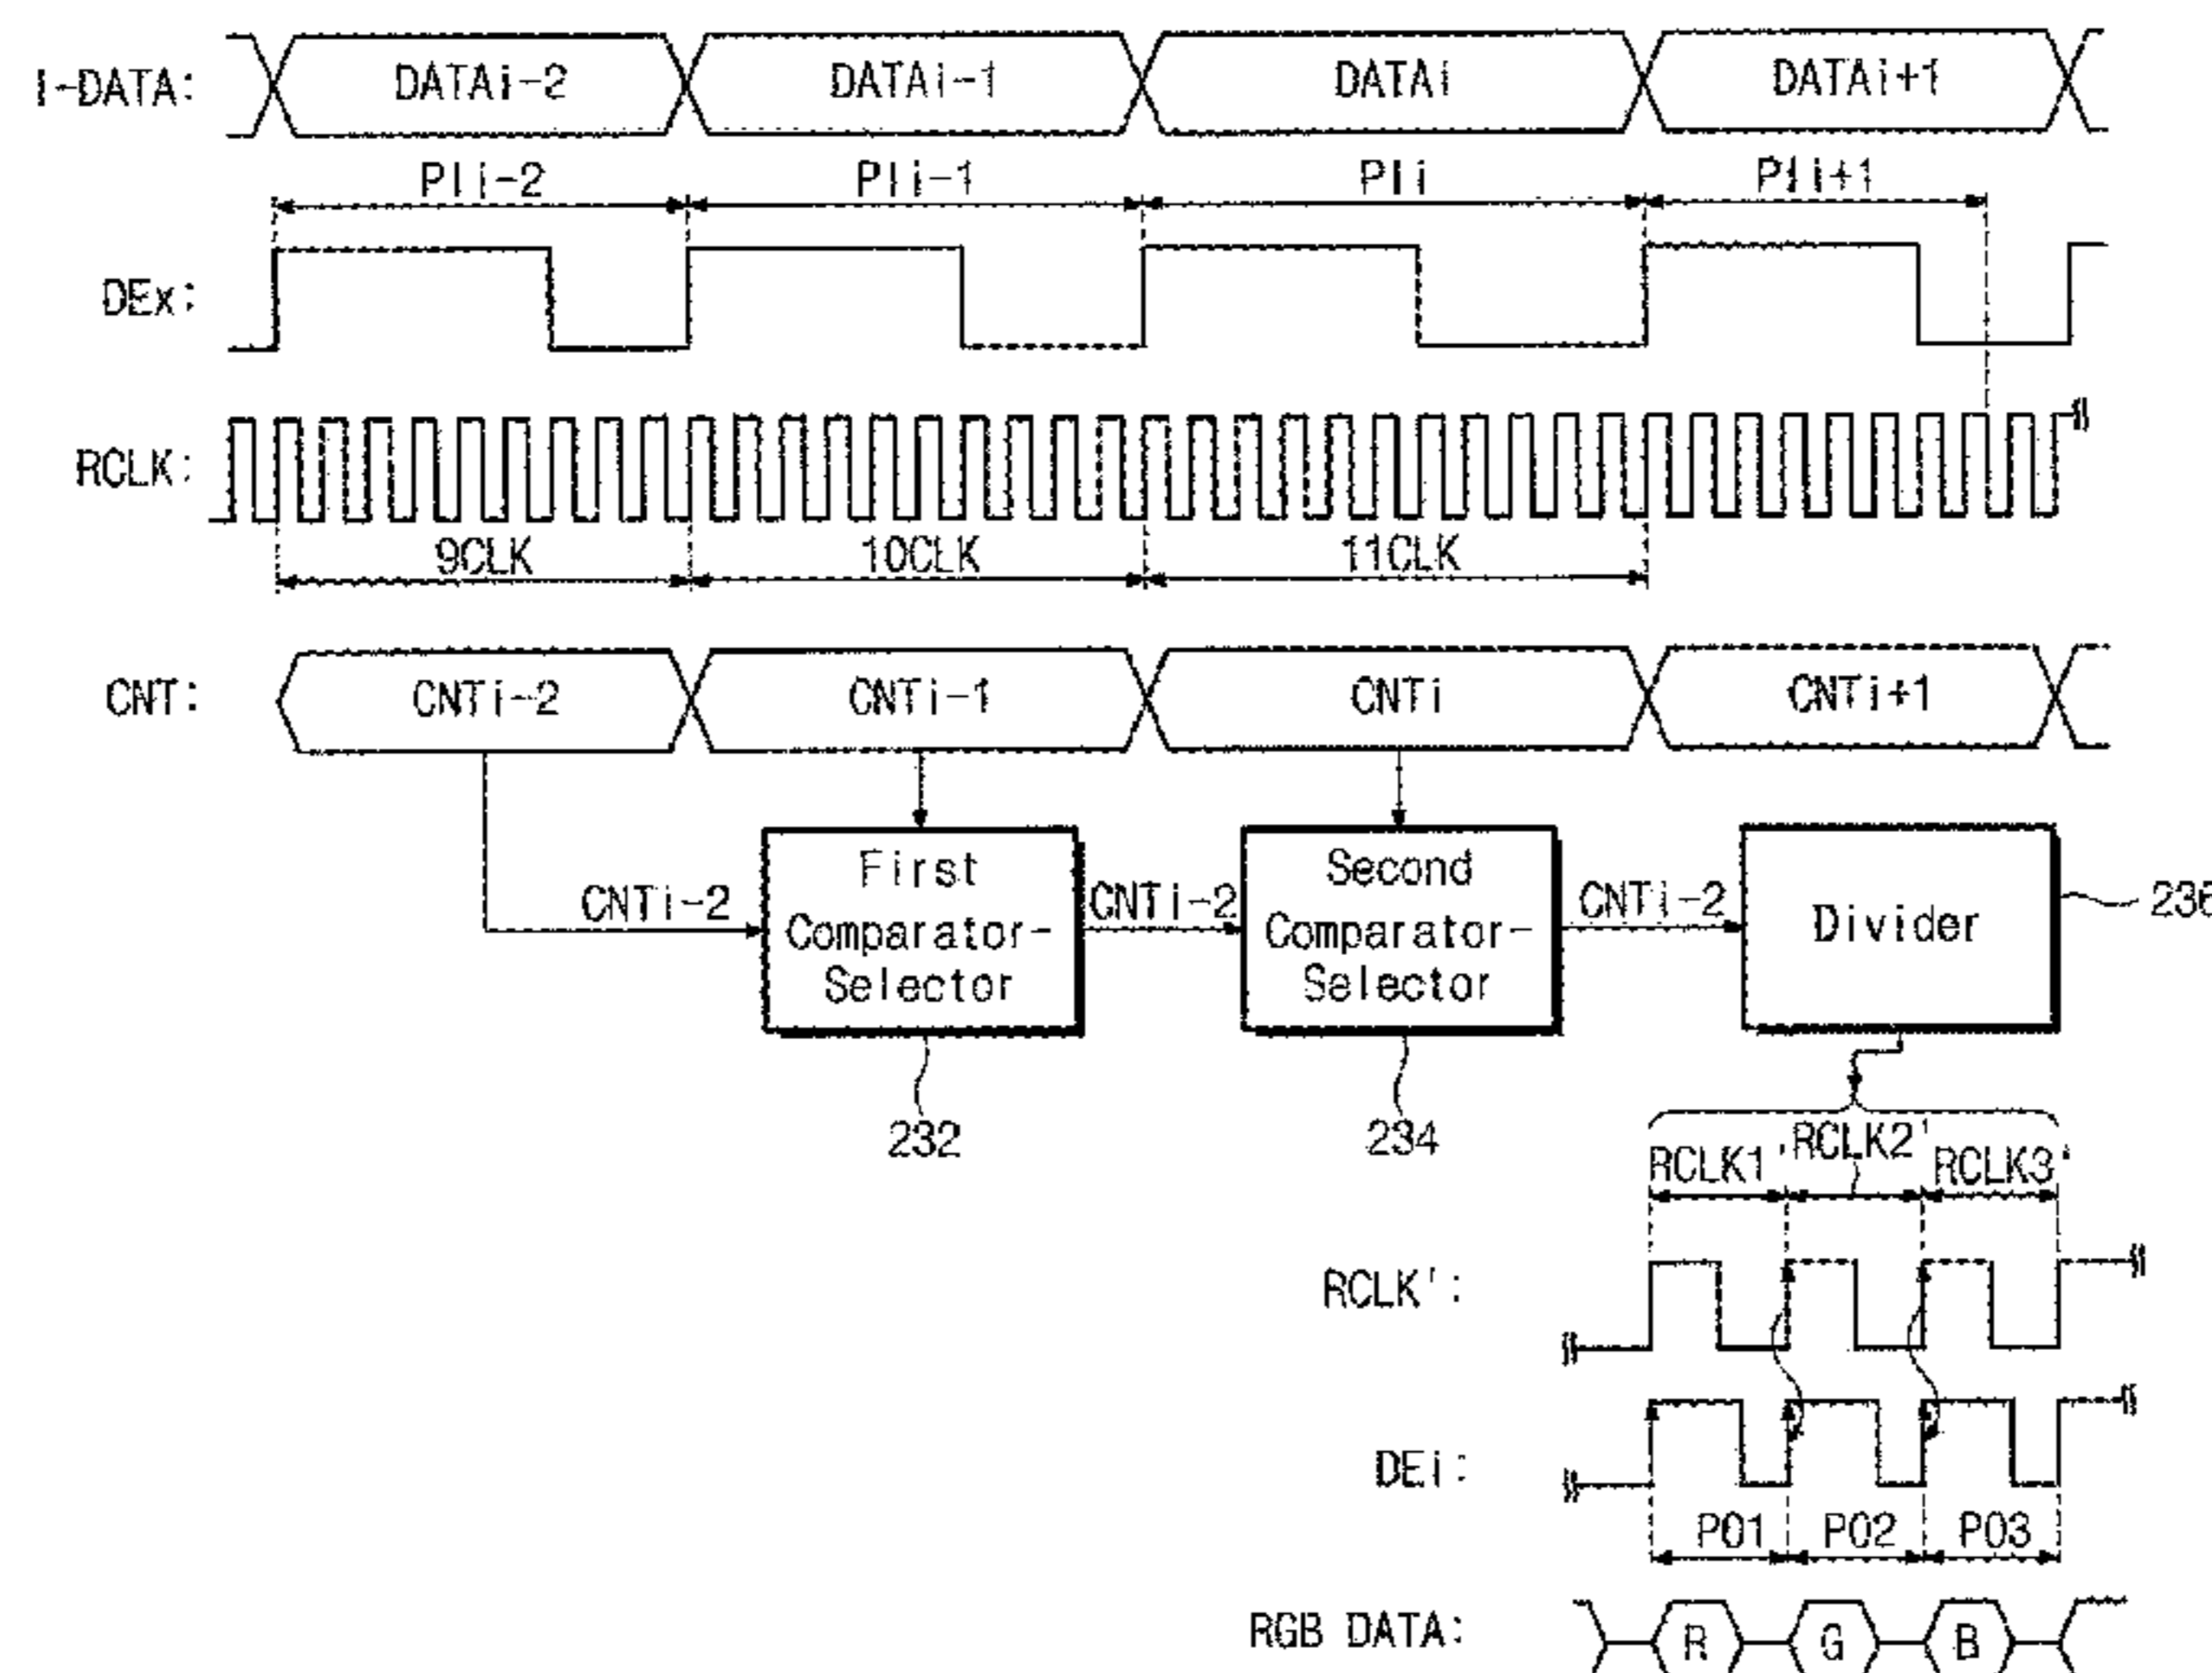 I-DATA: DATAi-2 DATAi-1 DATAi DATAi+1
PIi-2 PIi-1 PIi PIi+1
DEx:
RCLK:
9CLK 10CLK 11CLK
CNT: CNTi-2 CNTi-1 CNTi CNTi+1
CNTi-2
First
Comparator-
Selector
CNTi-2
Second
Comparator-
Selector
CNTi-2
Divider
236
232
234
RCLK1' RCLK2' RCLK3'
RCLK':
DEi:
PO1 PO2 PO3
RGB DATA: R G B